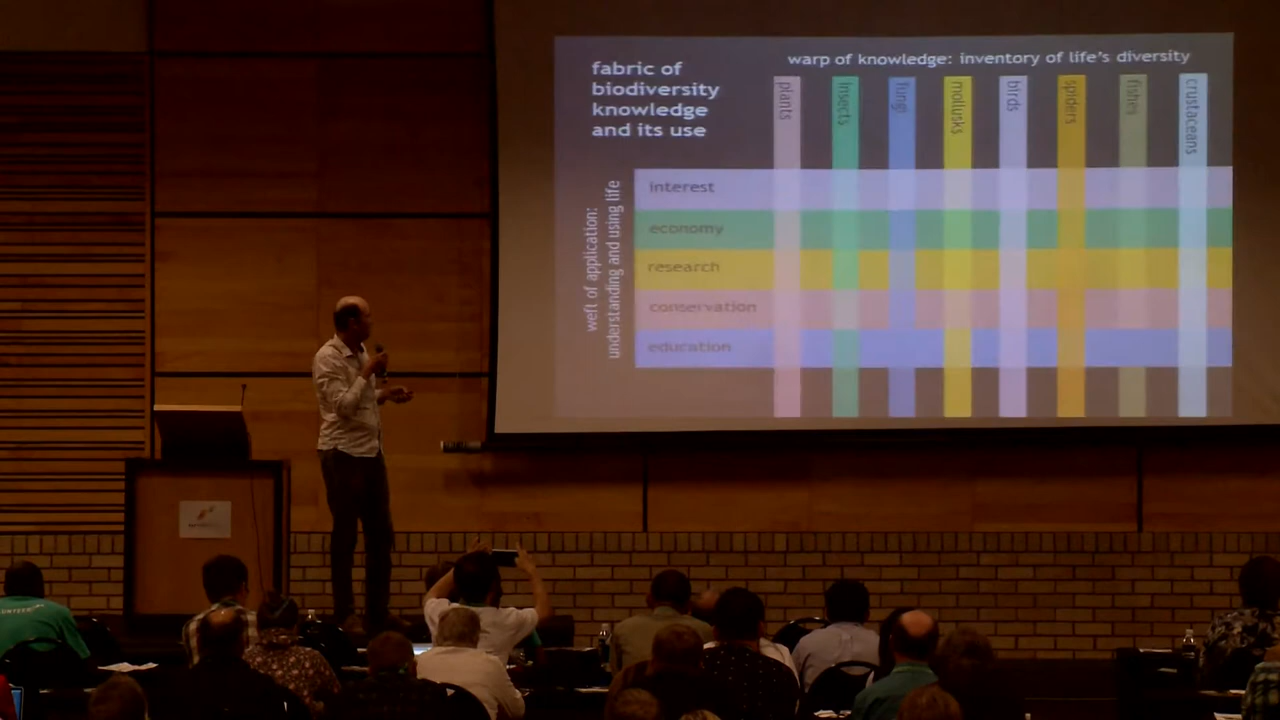 fabric of
biodiversity
knowledge
and its use
warp of knowledge: inventory of life's diversity
plants
insects
fungi
mollusks
birds
spiders
fishes
crustaceans
weft of application:
understanding and using life
interest
economy
research
conservation
education